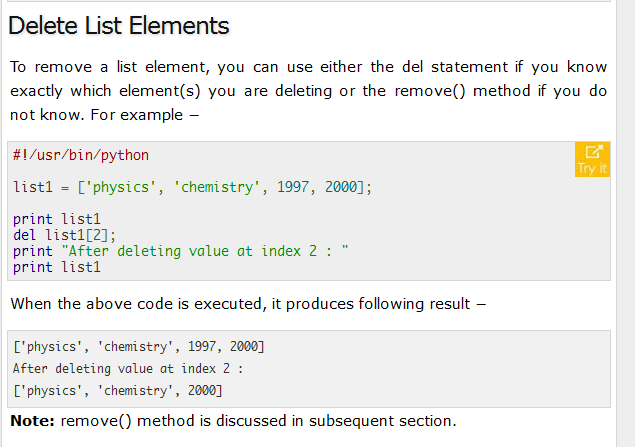 Delete List Elements
To remove a list element, you can use either the del statement if you know
exactly which element(s) you are deleting or the remove() method if you do
not know. For example −
#!/usr/bin/python
Try it
list1 = ['physics', 'chemistry', 1997, 2000];
print list1
del list1[2];
print "After deleting value at index 2 : "
print list1
When the above code is executed, it produces following result −
['physics', 'chemistry', 1997, 2000]
After deleting value at index 2 :
['physics', 'chemistry', 2000]
Note: remove() method is discussed in subsequent section.